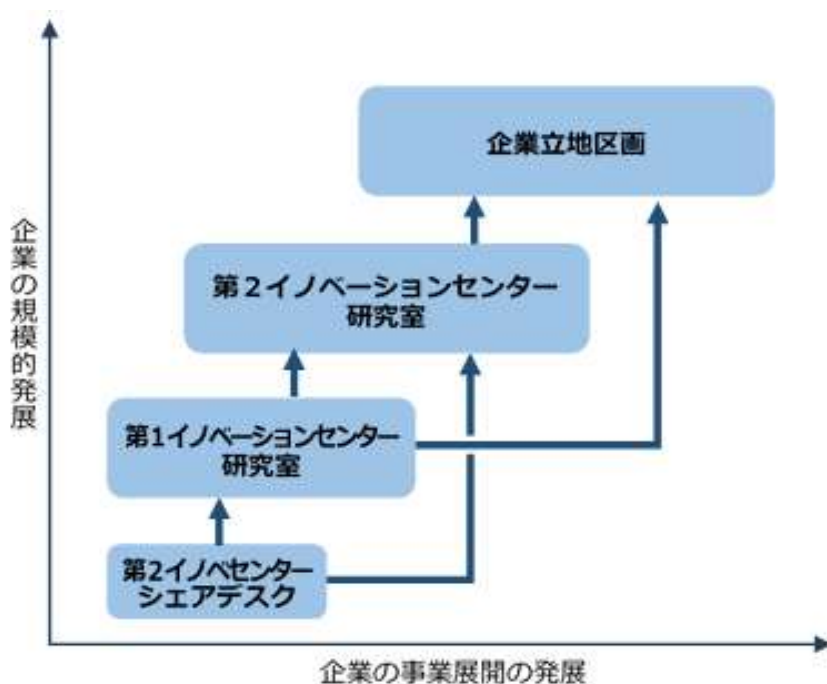 企業立地区画
第２イノベーションセンター
研究室
企業の規模的発展
第1イノベーションセンター
研究室
第2イノベセンター
シェアデスク
企業の事業展開の発展